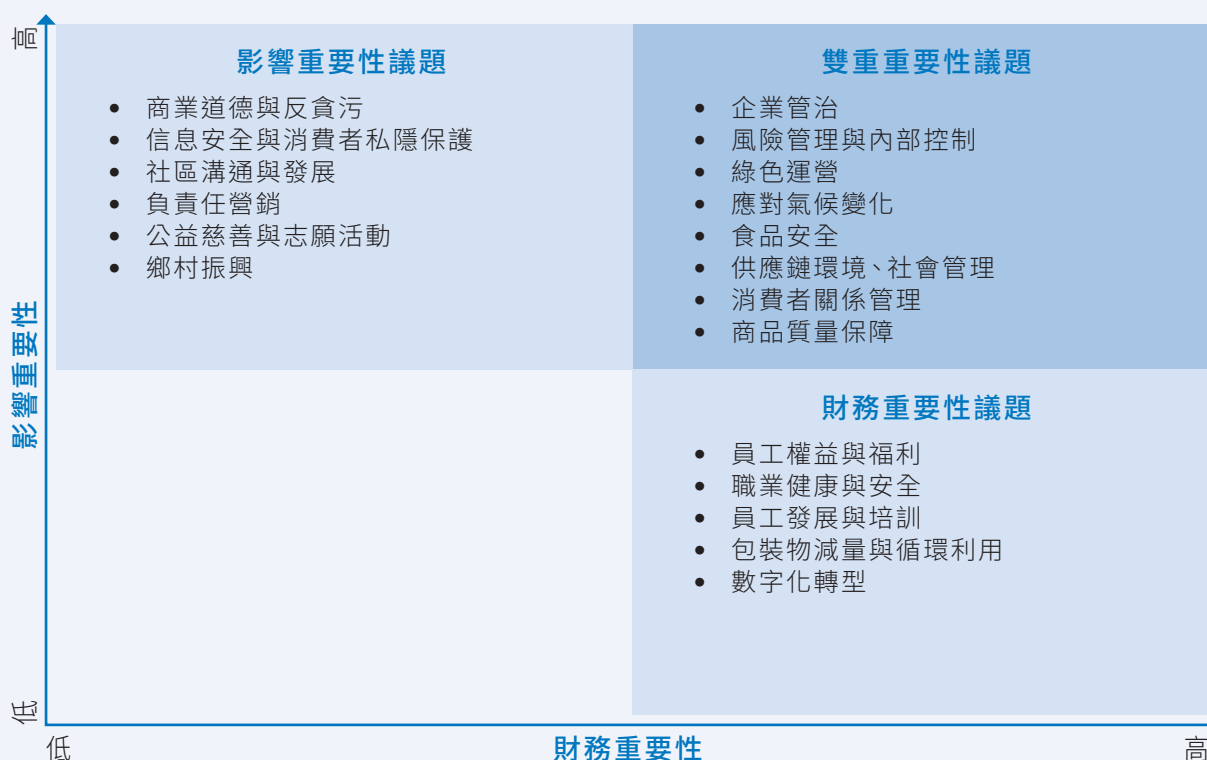 高
影響重要性議題
• 商業道德與反貪污
• 信息安全與消費者私隱保護
• 社區溝通與發展
• 負責任營銷
• 公益慈善與志願活動
• 鄉村振興
雙重重要性議題
• 企業管治
• 風險管理與內部控制
• 綠色運營
• 應對氣候變化
• 食品安全
• 供應鏈環境、社會管理
• 消費者關係管理
• 商品質量保障
影響重要性
財務重要性議題
• 員工權益與福利
• 職業健康與安全
• 員工發展與培訓
• 包裝物減量與循環利用
• 數字化轉型
低
低
財務重要性
高